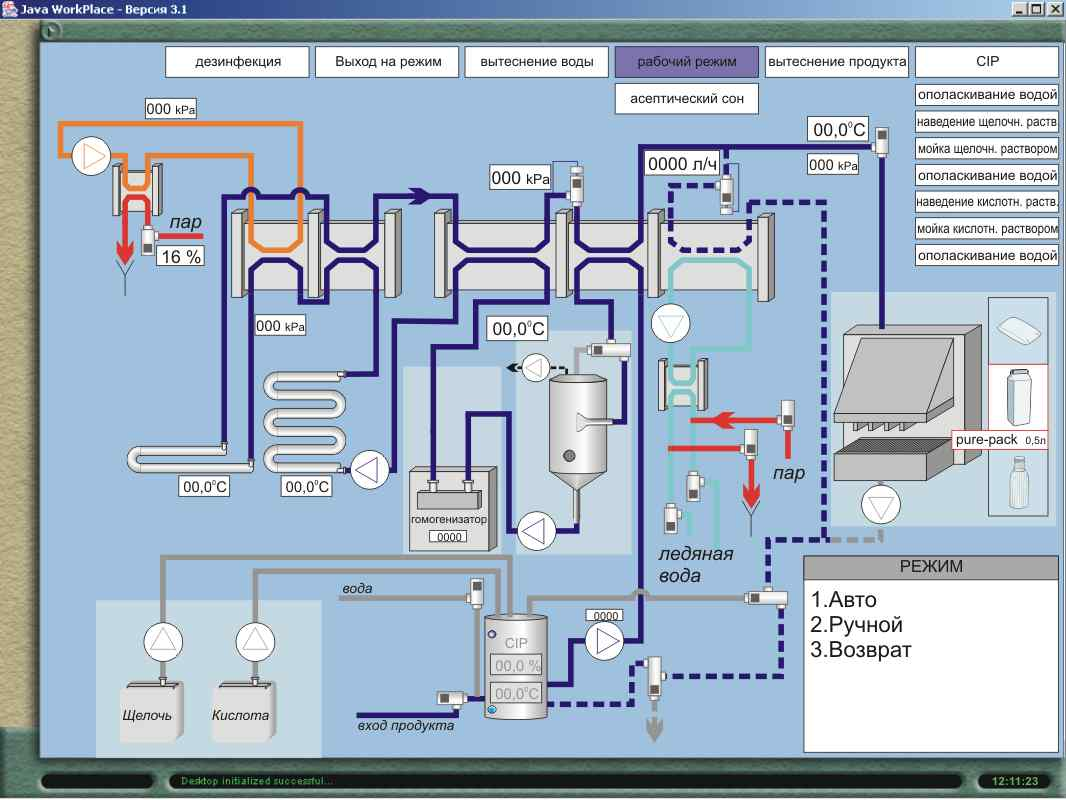 Java WorkPlace - Версия 3.1
дезинфекция
Выход на режим
вытеснение воды
рабочий режим
вытеснение продукта
CIP
асептический сон
ополаскивание водой
наведение щелочн. раств.
мойка щелочн. раствором
ополаскивание водой
наведение кислотн. раств.
мойка кислотн. раствором
ополаскивание водой
000 kPa
00,0°C
000 kPa
0000 л/ч
000 kPa
пар
16 %
000 kPa
00,0°C
00,0°C
00,0°C
pure-pack 0,5л
пар
гомогенизатор
0000
ледяная
вода
вода
0000
CIP
00,0 %
00,0°C
Щелочь
Кислота
вход продукта
РЕЖИМ
1.Авто
2.Ручной
3.Возврат
Desktop initialized successful...
12:11:23